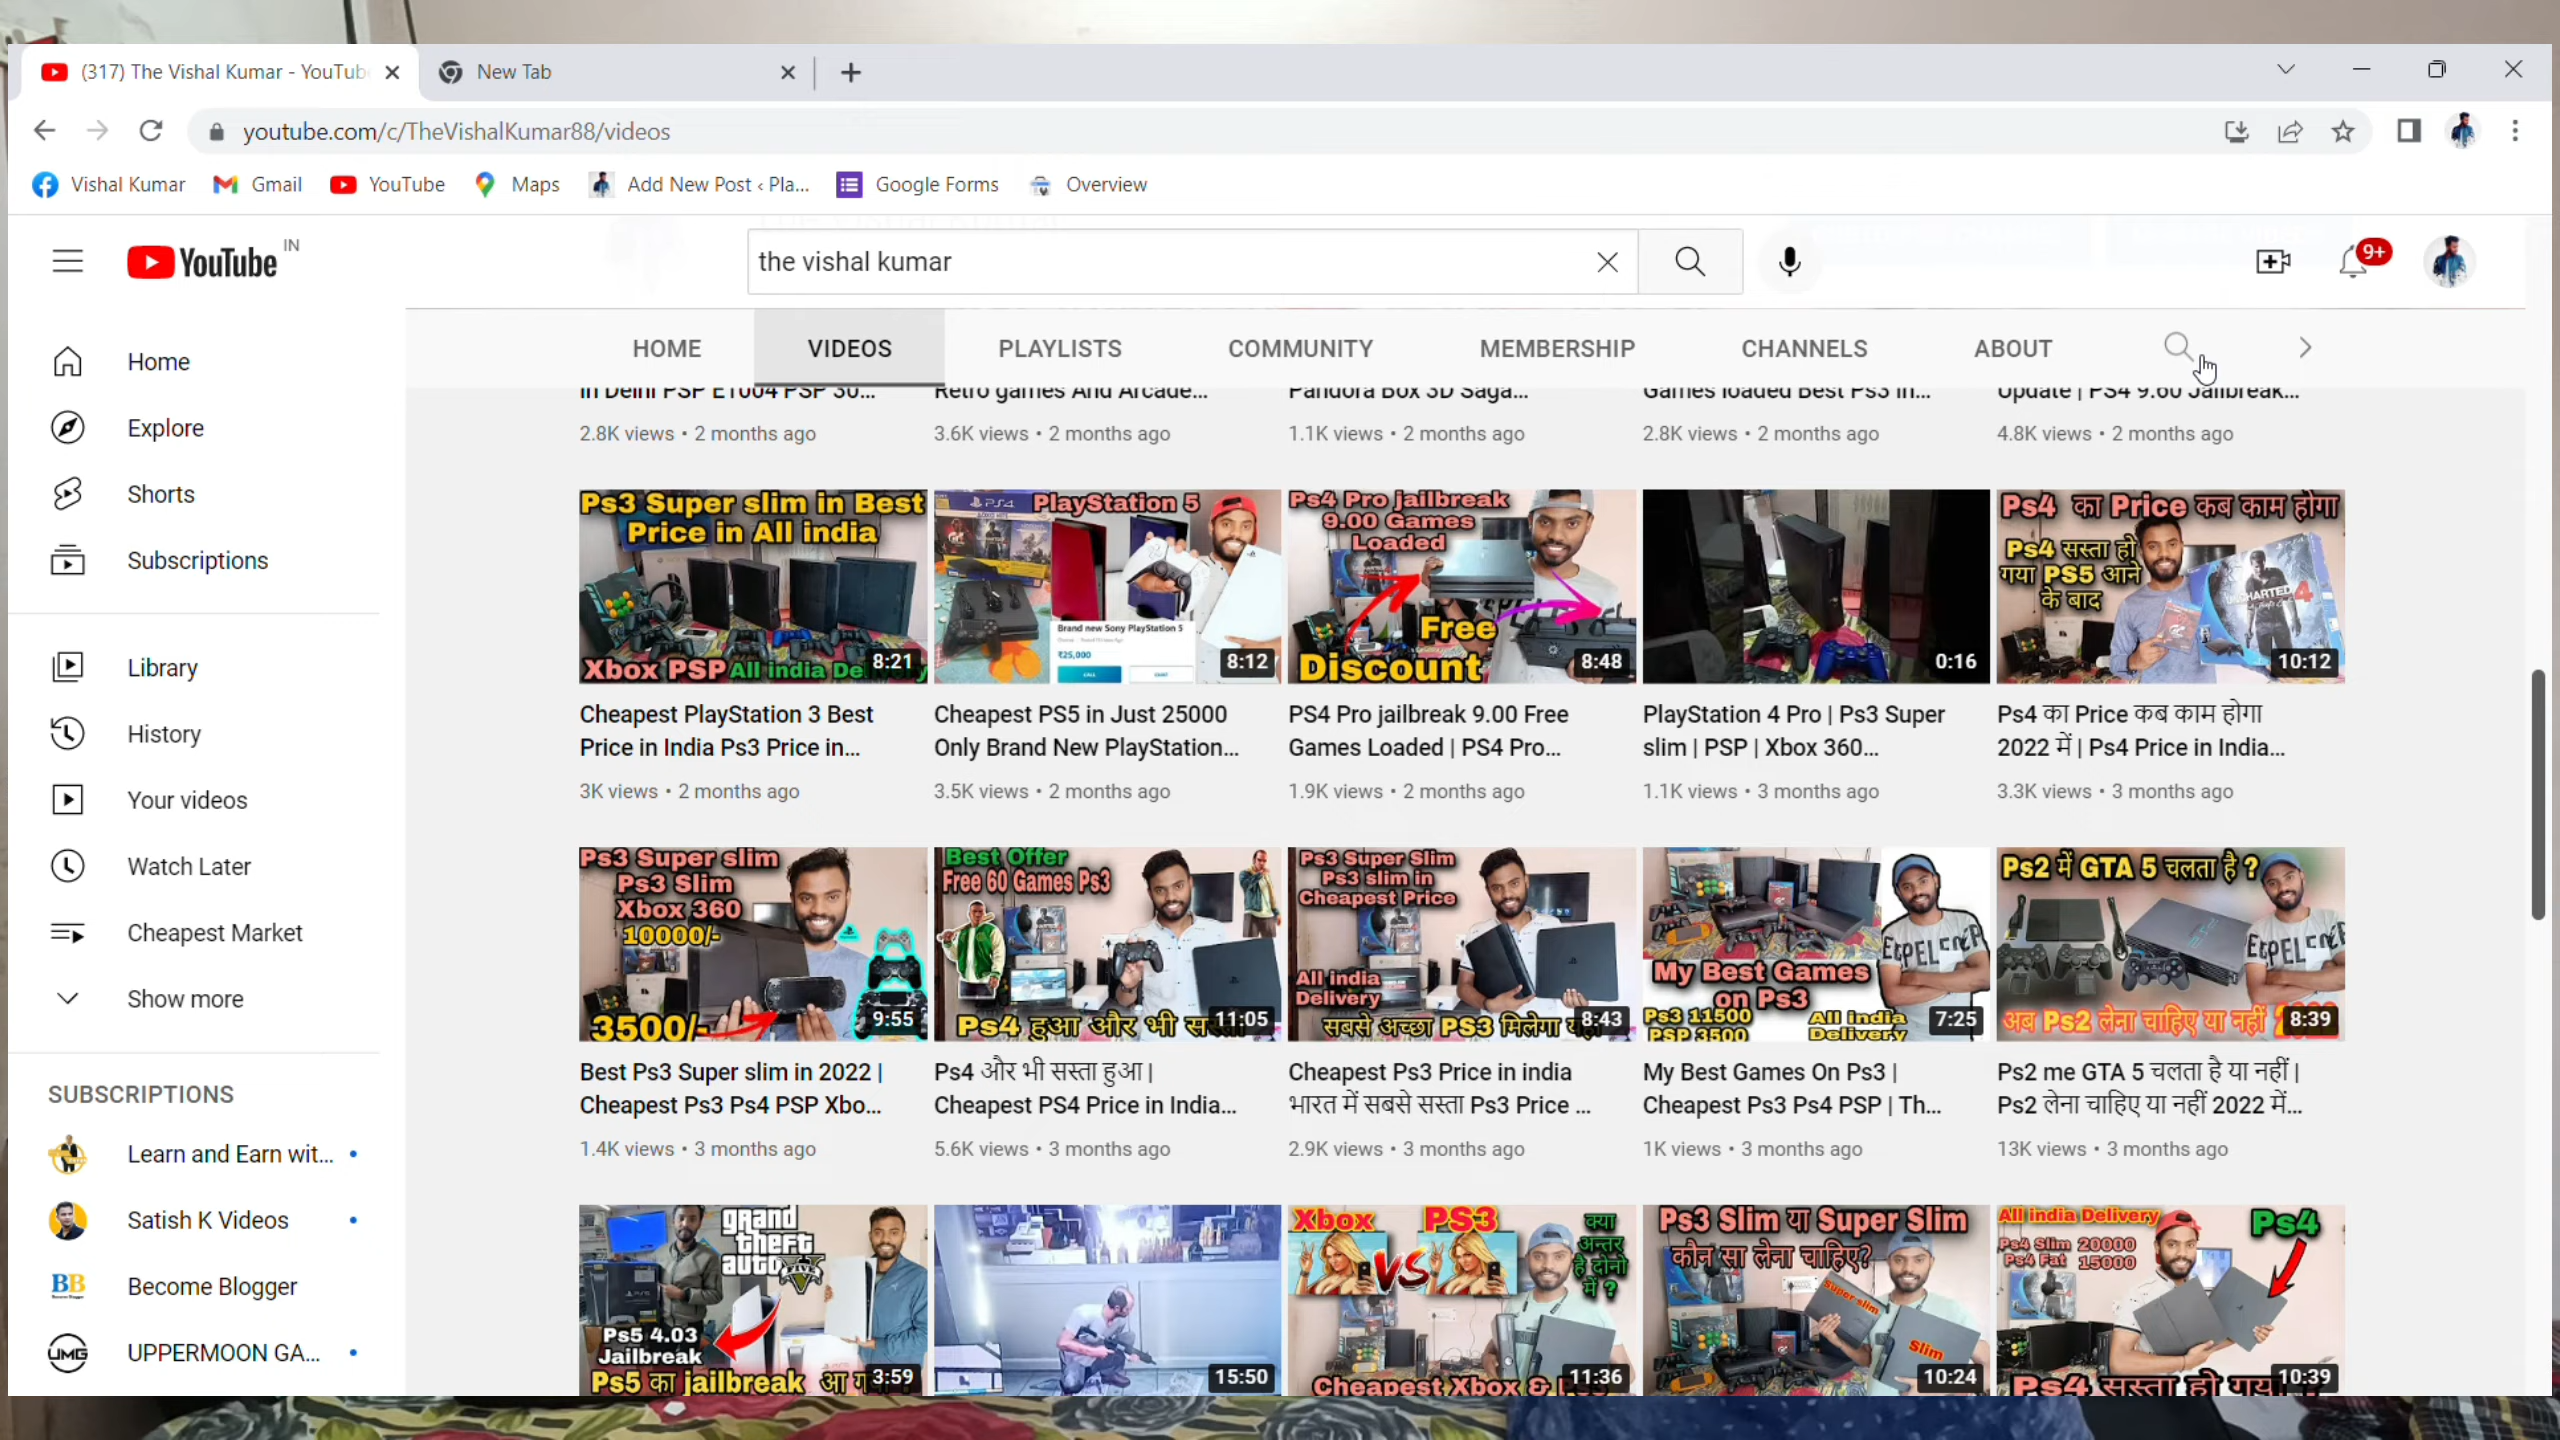 (317) The Vishal Kumar - YouTub
New Tab
youtube.com/c/TheVishalKumar88/videos
Vishal Kumar
Gmail
YouTube
Maps
Add New Post ‹ Pla...
Google Forms
Overview
YouTube IN
the vishal kumar
9+
HOME
VIDEOS
PLAYLISTS
COMMUNITY
MEMBERSHIP
CHANNELS
ABOUT
Home
Explore
Shorts
Subscriptions
Library
History
Your videos
Watch Later
Cheapest Market
Show more
SUBSCRIPTIONS
Learn and Earn wit...
Satish K Videos
BB
Become Blogger
UMG
UPPERMOON GA...
In Delhi PSP E1004 PSP 30...
2.8K views • 2 months ago
Retro games And Arcade...
3.6K views • 2 months ago
Pandora Box 3D Saga...
1.1K views • 2 months ago
Games loaded Best Ps3 In...
2.8K views • 2 months ago
Update | PS4 9.60 Jailbreak...
4.8K views • 2 months ago
Ps3 Super slim in Best
Price in All india
Xbox PSP All india De
8:21
Cheapest PlayStation 3 Best
Price in India Ps3 Price in...
3K views • 2 months ago
PS4
PlayStation 5
Brand new Sony PlayStation 5
₹25,000
8:12
Cheapest PS5 in Just 25000
Only Brand New PlayStation...
3.5K views • 2 months ago
Ps4 Pro jailbreak
9.00 Games
Loaded
Free
Discount
8:48
PS4 Pro jailbreak 9.00 Free
Games Loaded | PS4 Pro...
1.9K views • 2 months ago
0:16
PlayStation 4 Pro | Ps3 Super
slim | PSP | Xbox 360...
1.1K views • 3 months ago
Ps4 का Price कब काम होगा
Ps4 सस्ता हो
गया PS5 आने
के बाद
UNCHARTED 4
10:12
Ps4 का Price कब काम होगा
2022 में | Ps4 Price in India...
3.3K views • 3 months ago
Ps3 Super slim
Ps3 Slim
Xbox 360
10000/-
3500/-
9:55
Best Ps3 Super slim in 2022 |
Cheapest Ps3 Ps4 PSP Xbo...
1.4K views • 3 months ago
Best Offer
Free 60 Games Ps3
Ps4 हुआ और भी
11:05
Ps4 और भी सस्ता हुआ |
Cheapest PS4 Price in India...
5.6K views • 3 months ago
Ps3 Super Slim
Ps3 slim in
Cheapest Price
All india
Delivery
सबसे अच्छा PS3 मिलेगा
8:43
Cheapest Ps3 Price in india
भारत में सबसे सस्ता Ps3 Price ...
2.9K views • 3 months ago
My Best Games
on Ps3
Ps3 11500
PSP 3500
All india
Delivery
7:25
My Best Games On Ps3 |
Cheapest Ps3 Ps4 PSP | Th...
1K views • 3 months ago
Ps2 में GTA 5 चलता है ?
अब Ps2 लेना चाहिए या नहीं
8:39
Ps2 me GTA 5 चलता है या नहीं |
Ps2 लेना चाहिए या नहीं 2022 में...
13K views • 3 months ago
grand
theft
auto
FIVE
Ps5 4.03
Jailbreak
Ps5 का jailbreak
3:59
15:50
Xbox
VS
PS3
क्या
अन्तर
है दोनो
में ?
Cheapest Xbox &
11:36
Ps3 Slim या Super Slim
कौन सा लेना चाहिए?
Super slim
Slim
10:24
All india Delivery
Ps4 Slim 20000
Ps4 Fat 15000
Ps4
Ps4 सस्ता हो गया
10:39